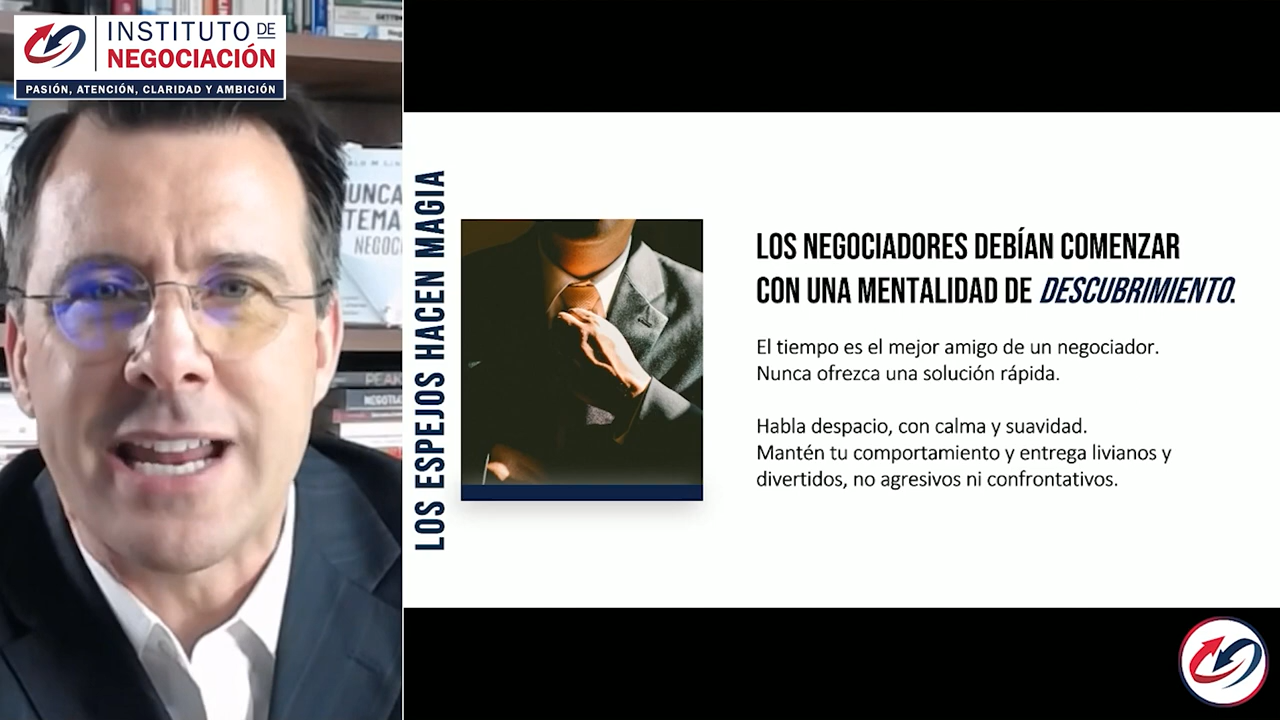 INSTITUTO DE
NEGOCIACIÓN
PASIÓN, ATENCIÓN, CLARIDAD Y AMBICIÓN
NEGOC
LOS ESPEJOS HACEN MAGIA
LOS NEGOCIADORES DEBÍAN COMENZAR
CON UNA MENTALIDAD DE DESCUBRIMIENTO.
El tiempo es el mejor amigo de un negociador.
Nunca ofrezca una solución rápida.
Habla despacio, con calma y suavidad.
Mantén tu comportamiento y entrega livianos y
divertidos, no agresivos ni confrontativos.